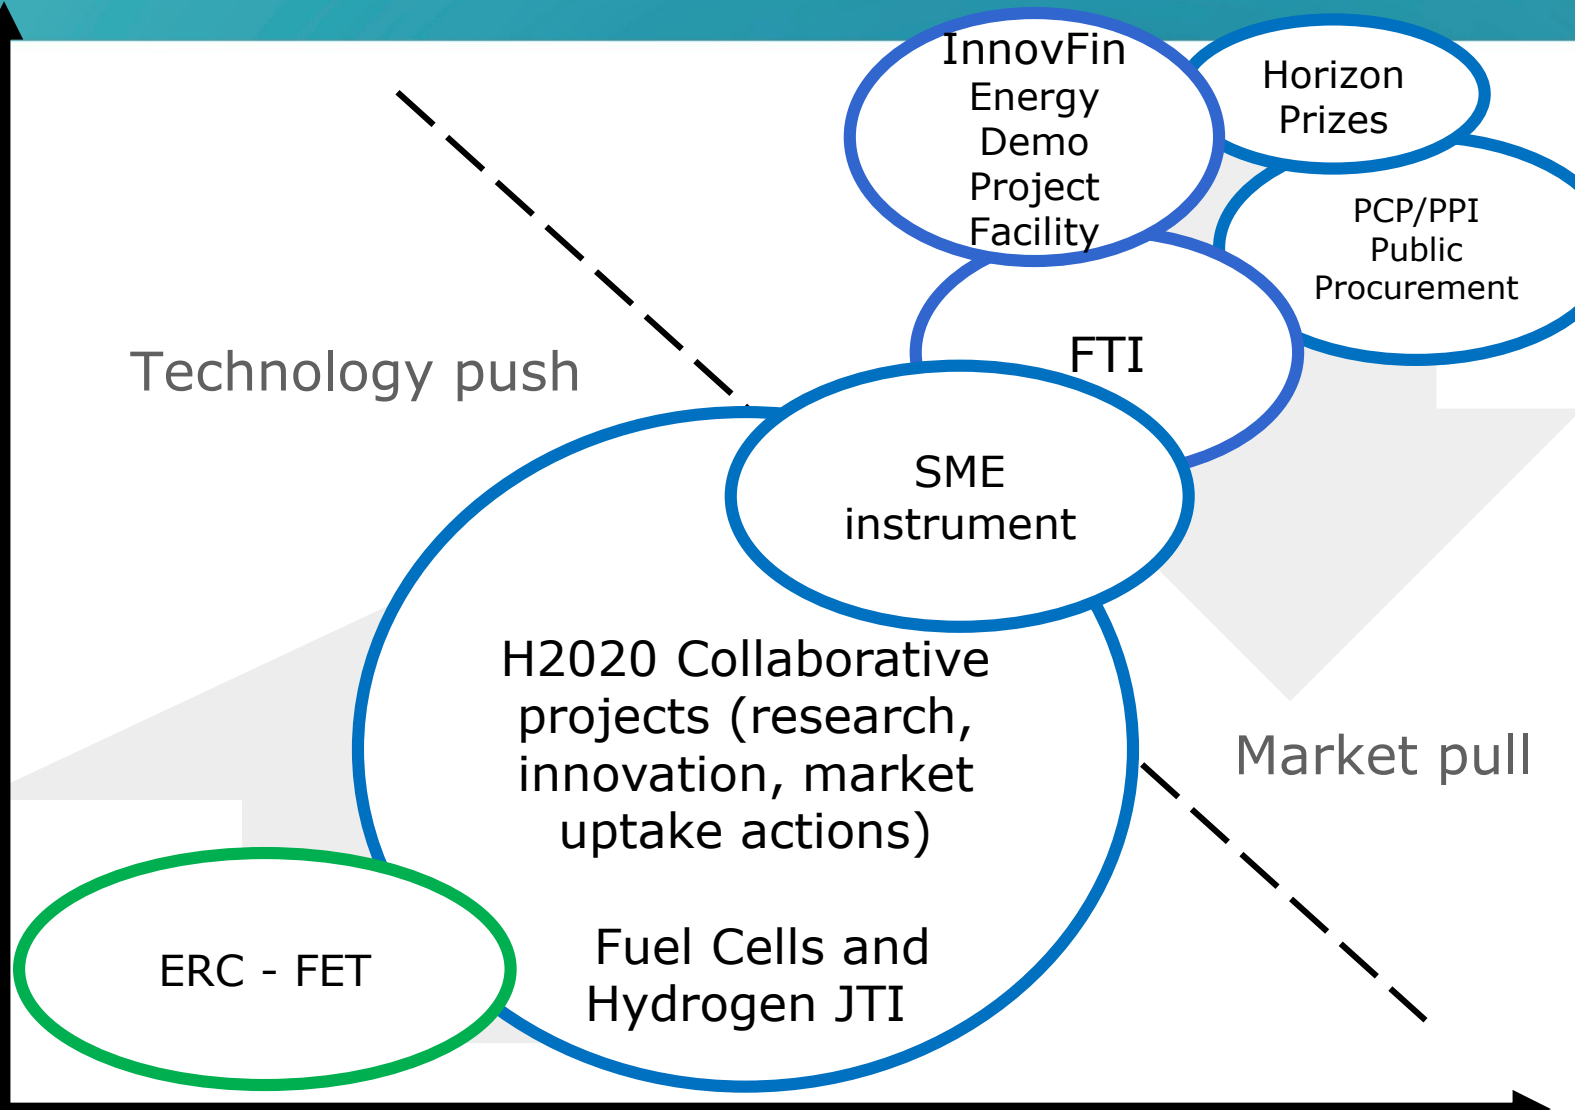 InnovFin
Energy
Demo
Project
Facility
Horizon
Prizes
PCP/PPI
Public
Procurement
FTI
Technology push
SME
instrument
H2020 Collaborative
projects (research,
innovation, market
uptake actions)
Market pull
Fuel Cells and
Hydrogen JTI
ERC - FET